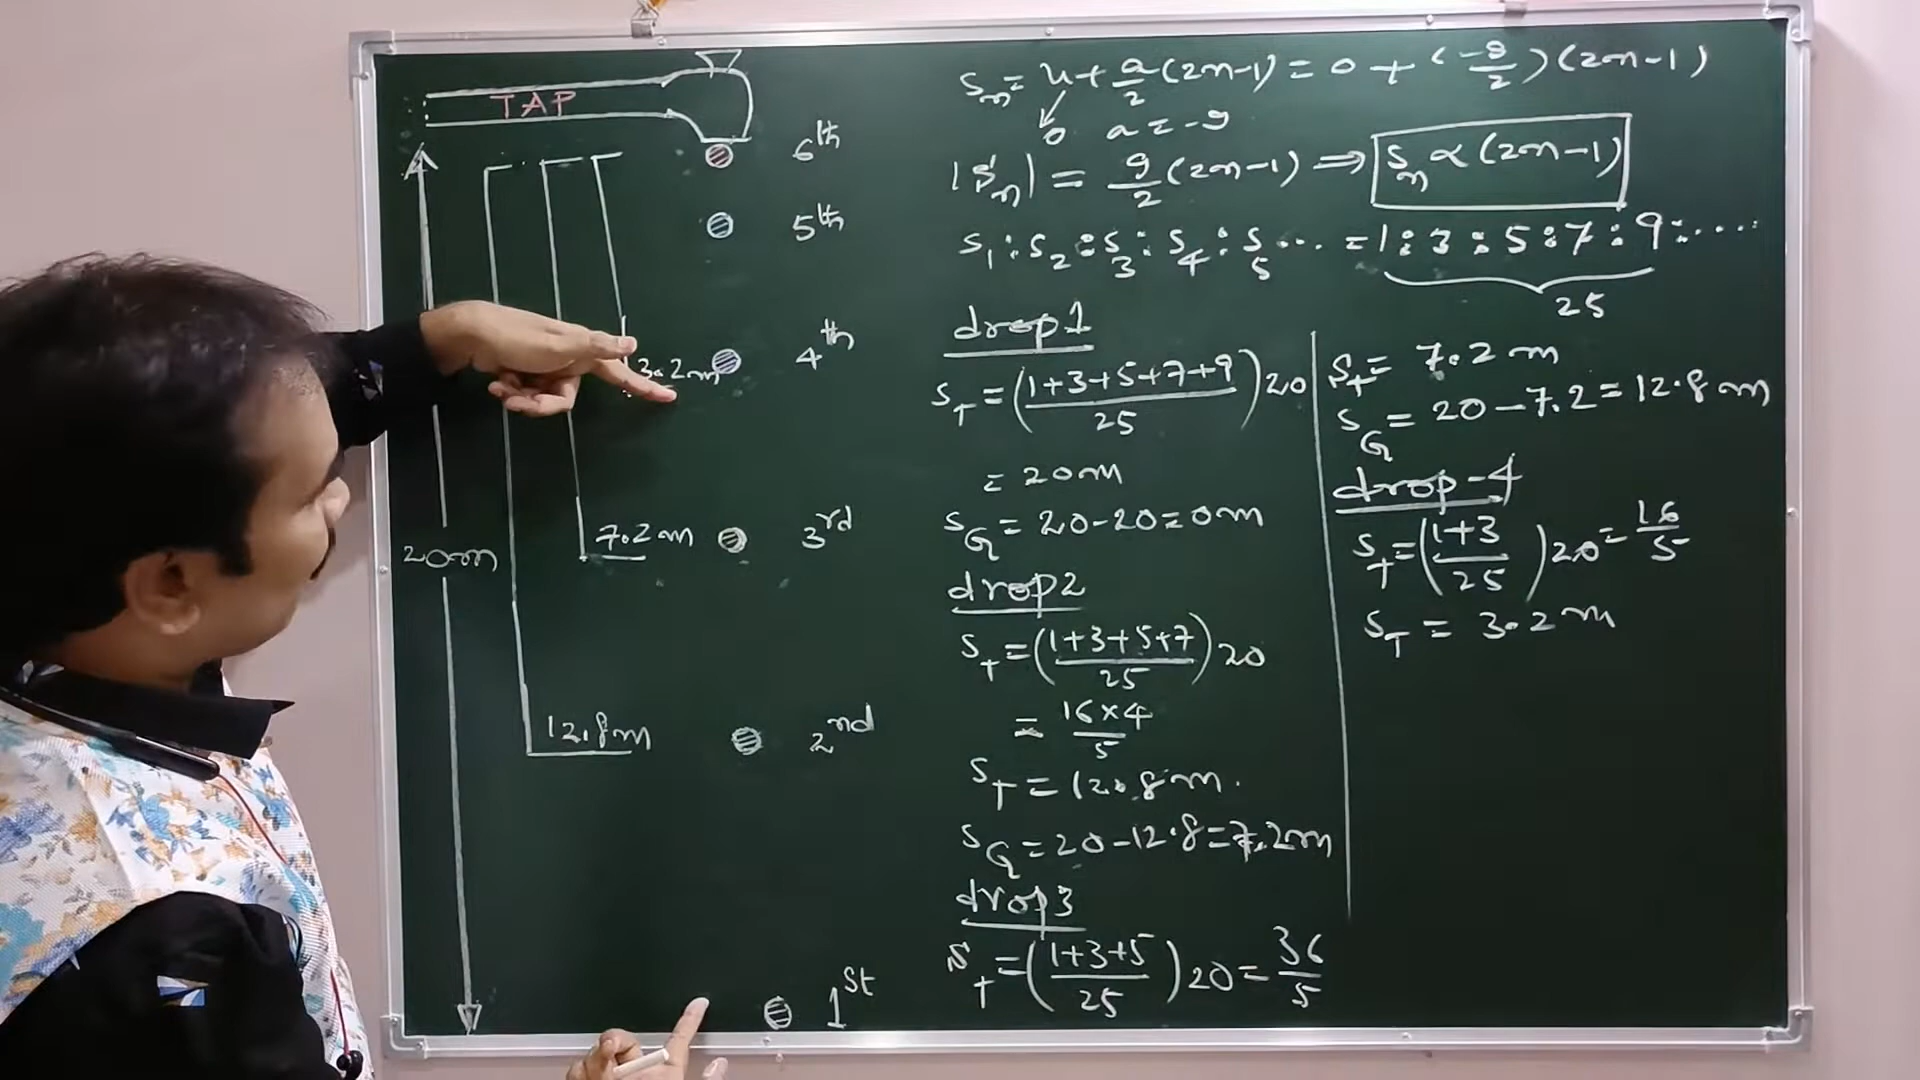 TAP
6th
5th
3.2m
4th
7.2m
3rd
20m
12.8m
2nd
1st
Sn = u + a/2 (2n-1) = 0 + (-g/2)(2n-1)
0 a = -g
|Sn| = g/2 (2n-1) ⇒ Sn ∝ (2n-1)
S1 : S2 : S3 : S4 : S5 ... = 1 : 3 : 5 : 7 : 9 : ....
25
drop1
ST = (1+3+5+7+9/25) 20
= 20m
SG = 20-20 = 0m
drop2
ST = (1+3+5+7/25) 20
= 16×4/5 4
ST = 12.8m.
SG = 20-12.8 = 7.2m
drop3
ST = (1+3+5/25) 20 = 36/5
ST = 7.2m
SG = 20-7.2 = 12.8m
drop-4
ST = (1+3/25) 20 = 16/5
ST = 3.2m